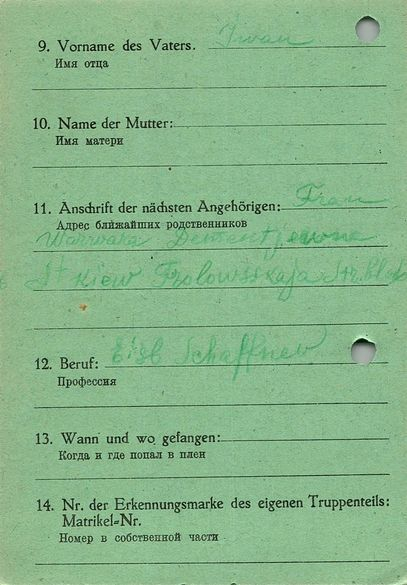 9. Vorname des Vaters. Iwan
Имя отца
10. Name der Mutter:
Имя матери
11. Anschrift der nächsten Angehörigen: Frau
Адрес ближайших родственников
Warwara Dementjewna
St Kiew Frolowsskaja Str.
12. Beruf: Eisb Schaffner
Профессия
13. Wann und wo gefangen:
Когда и где попал в плен
14. Nr. der Erkennungsmarke des eigenen Truppenteils:
Matrikel=Nr.
Номер в собственной части